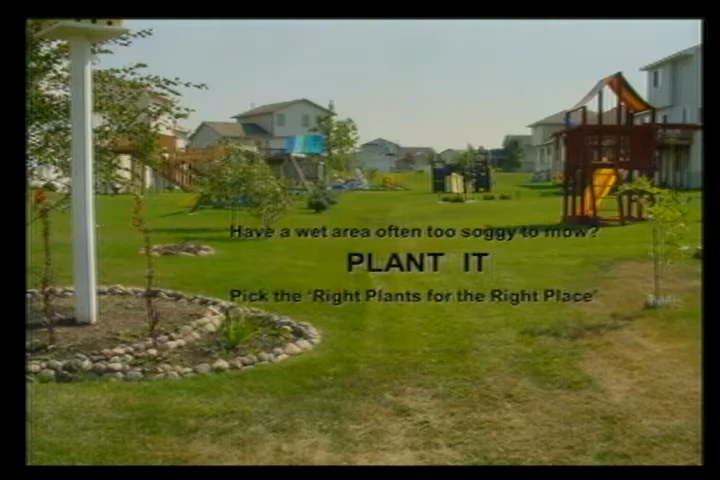 Have a wet area often too soggy to mow?
PLANT IT
Pick the 'Right Plants for the Right Place'